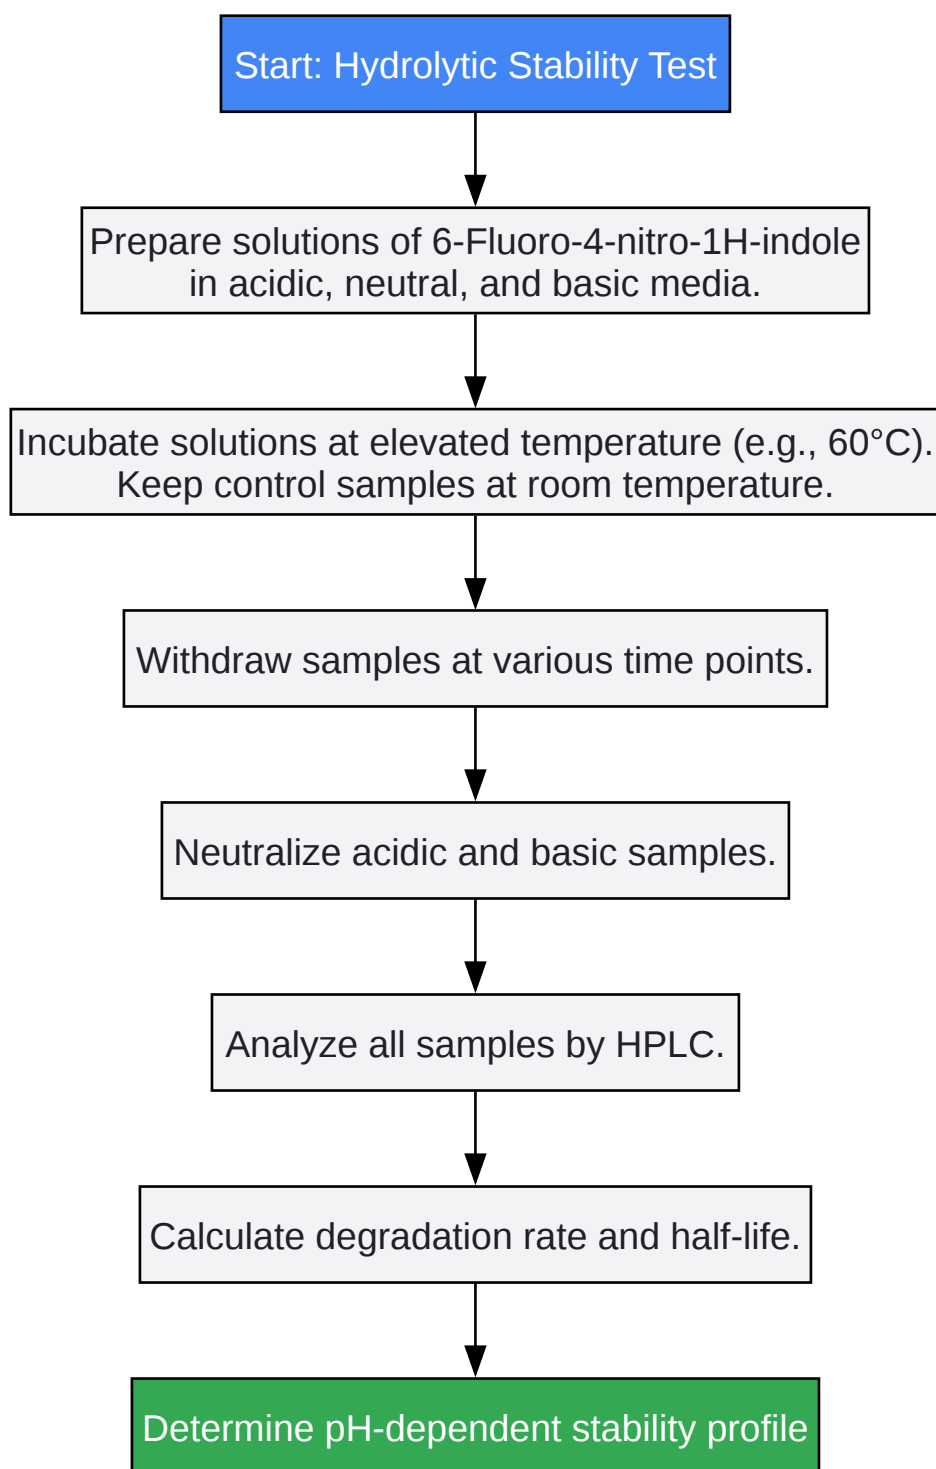 Start: Hydrolytic Stability Test
Prepare solutions of 6-Fluoro-4-nitro-1H-indole
in acidic, neutral, and basic media.
Incubate solutions at elevated temperature (e.g., 60°C).
Keep control samples at room temperature.
Withdraw samples at various time points.
Neutralize acidic and basic samples.
Analyze all samples by HPLC.
Calculate degradation rate and half-life.
Determine pH-dependent stability profile